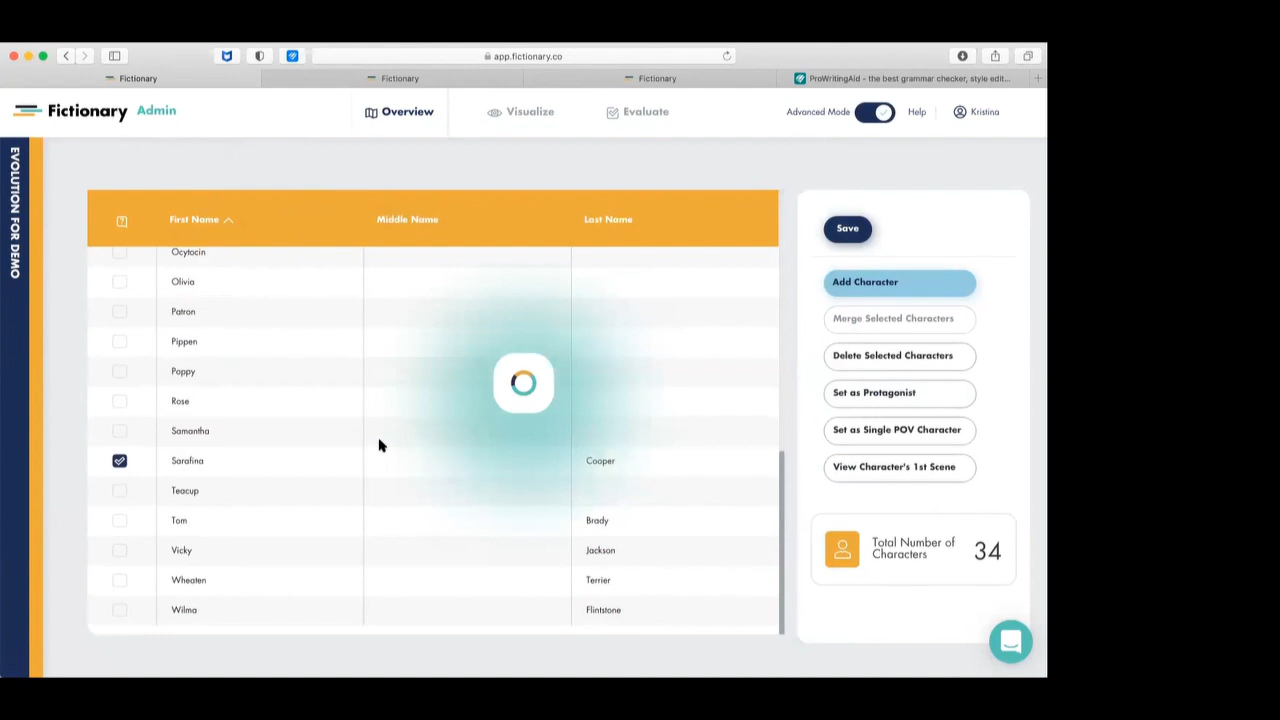 app.fictionary.co
Fictionary
Fictionary
Fictionary
ProWritingAid - the best grammar checker, style edit...
Fictionary Admin
Overview
Visualize
Evaluate
Advanced Mode
Help
Kristina
EVOLUTION FOR DEMO
First Name
Middle Name
Last Name
Ocytocin
Olivia
Patron
Pippen
Poppy
Rose
Samantha
Sarafina Cooper
Teacup
Tom Brady
Vicky Jackson
Wheaten Terrier
Wilma Flintstone
Save
Add Character
Merge Selected Characters
Delete Selected Characters
Set as Protagonist
Set as Single POV Character
View Character's 1st Scene
Total Number of
Characters
34